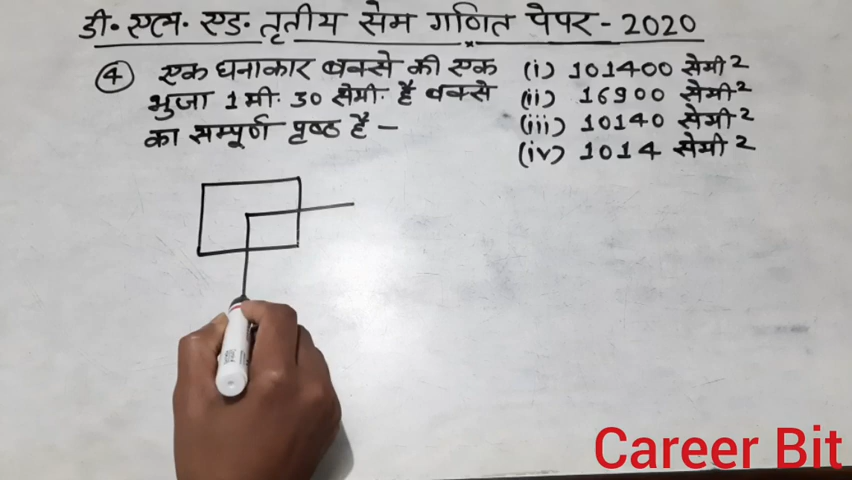 डी. एल. एड. तृतीय सेम गणित पेपर - 2020
④ एक घनाकार बक्से की एक
भुजा 1 मी. 30 सेमी. है बक्से
का सम्पूर्ण पृष्ठ है -
(i) 101400 सेमी²
(ii) 16900 सेमी²
(iii) 10140 सेमी²
(iv) 1014 सेमी²
Career Bit